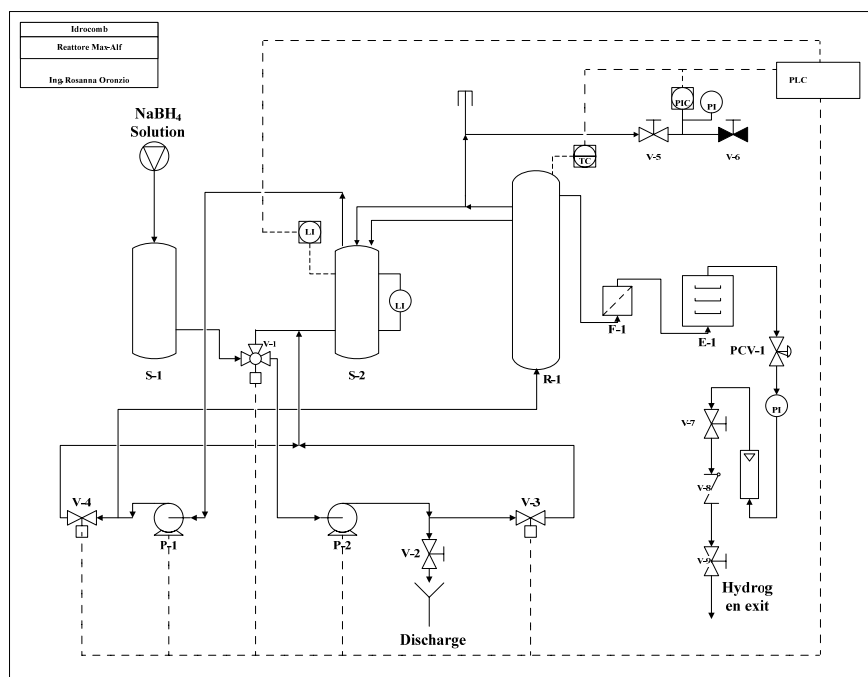 Idrocomb
Reattore Max-Alf
Ing. Rosanna Oronzio
PLC
NaBH4
Solution
PIC
PI
V-5
V-6
TC
LI
LI
V-1
S-1
S-2
R-1
F-1
E-1
PCV-1
PI
V-7
V-8
V-9
V-4
P-1
P-2
V-3
V-2
Discharge
Hydrog
en exit